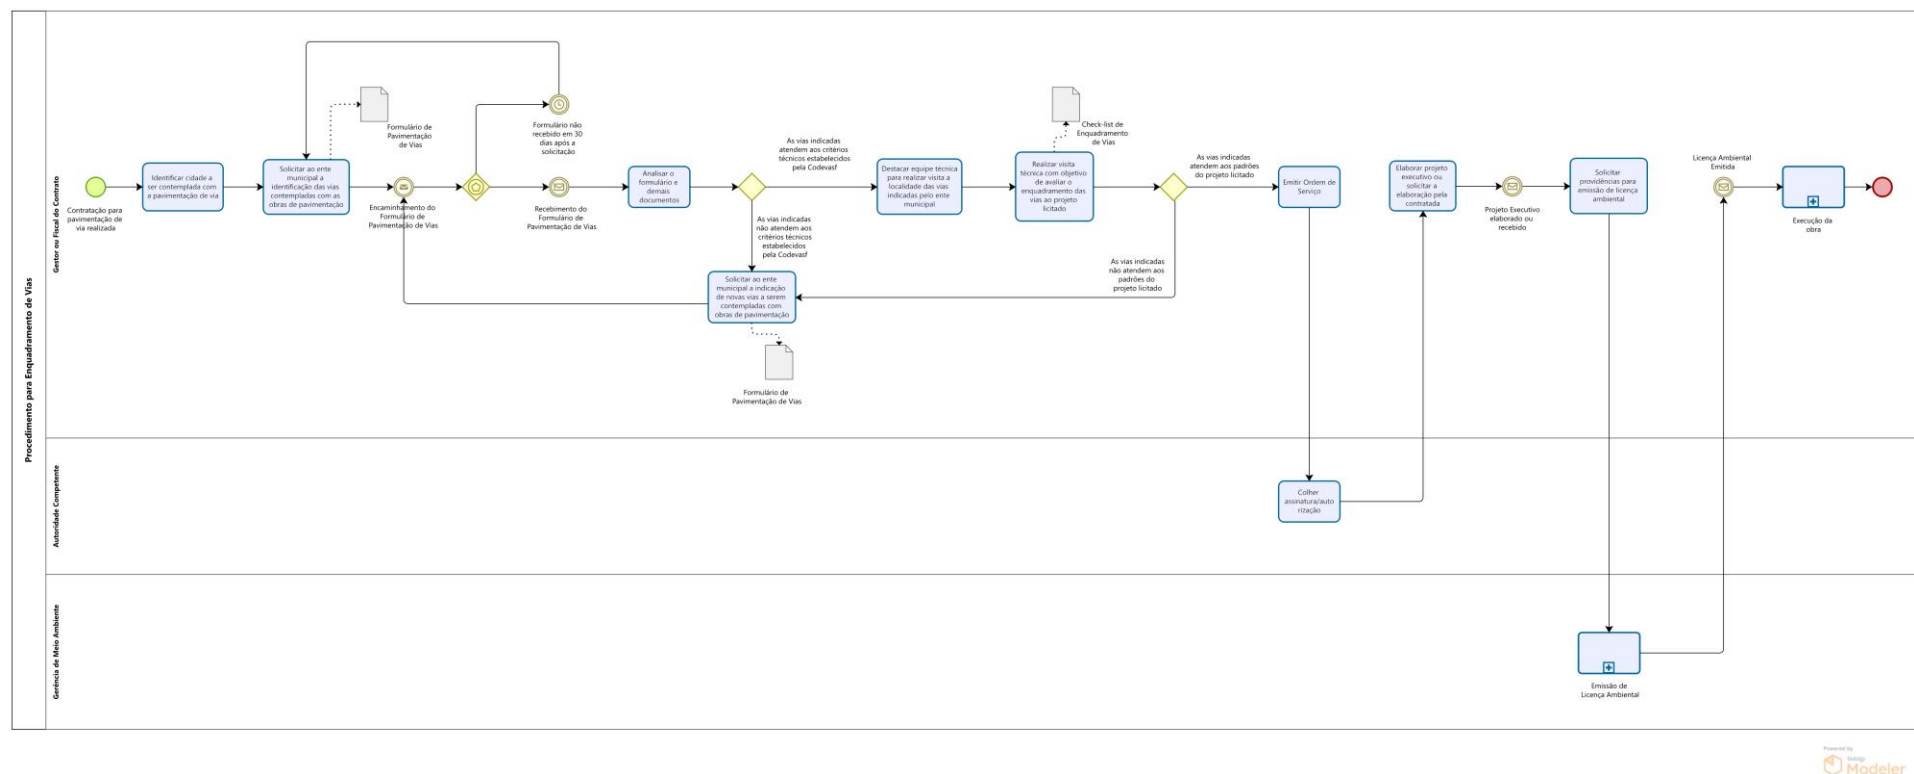 Procedimento para Enquadramento de Vias
Gestor ou Fiscal do Contrato
Contratação para
pavimentação de
via realizada
Identificar cidade a
ser contemplada com
a pavimentação de via
Solicitar ao ente
municipal a
identificação das vias
contempladas com as
obras de pavimentação
Formulário de
Pavimentação
de Vias
Encaminhamento do
Formulário de
Pavimentação de Vias
Formulário não
recebido em 30
dias após a
solicitação
Recebimento do
Formulário de
Pavimentação de Vias
Analisar o
formulário e
demais
documentos
As vias indicadas
atendem aos critérios
técnicos estabelecidos
pela Codevasf
As vias indicadas
não atendem aos
critérios técnicos
estabelecidos
pela Codevasf
Solicitar ao ente
municipal a indicação
de novas vias a serem
contempladas com
obras de pavimentação
Formulário de
Pavimentação de Vias
Destacar equipe técnica
para realizar visita a
localidade das vias
indicadas pelo ente
municipal
Realizar visita
técnica com objetivo
de avaliar o
enquadramento das
vias ao projeto
licitado
Check-list de
Enquadramento
de Vias
As vias indicadas
atendem aos padrões
do projeto licitado
As vias indicadas
não atendem aos
padrões do
projeto licitado
Emitir Ordem de
Serviço
Elaborar projeto
executivo ou
solicitar a
elaboração pela
contratada
Projeto Executivo
elaborado ou
recebido
Solicitar
providências para
emissão de licença
ambiental
Licença Ambiental
Emitida
Execução da
obra
Autoridade Competente
Colher
assinatura/auto
rização
Gerência de Meio Ambiente
Emissão de
Licença Ambiental
Powered by
bizagi
Modeler